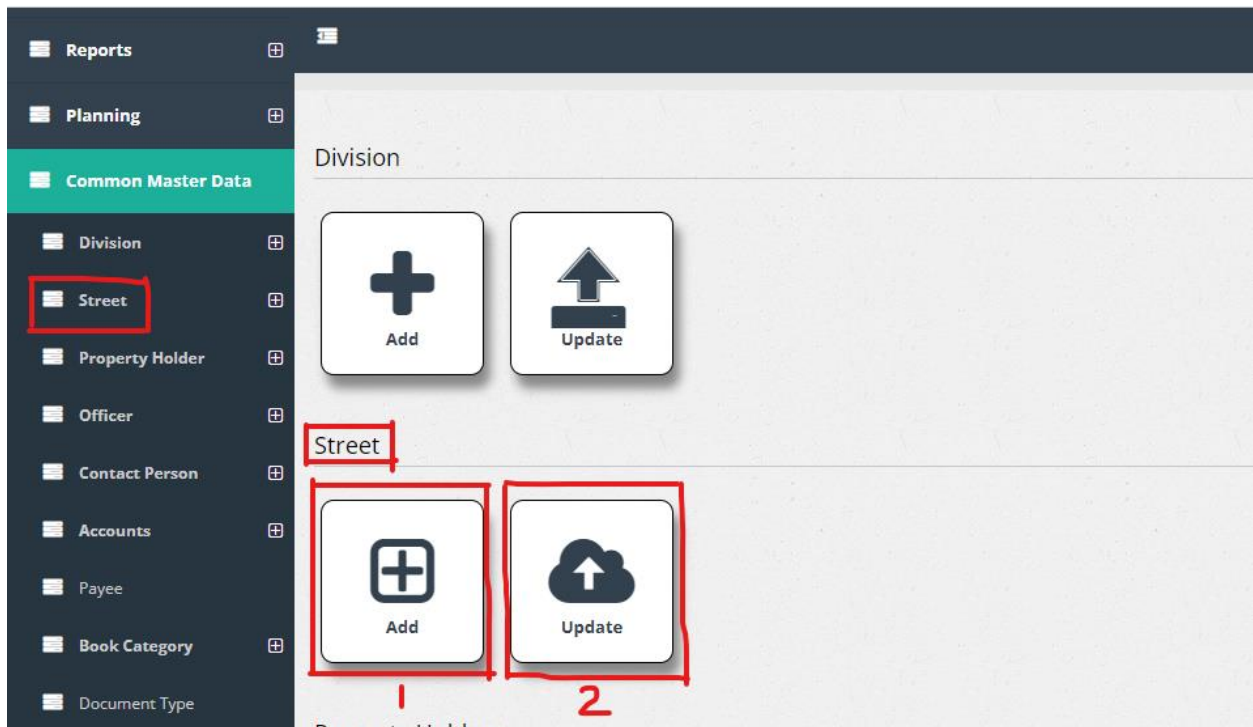 Reports
Planning
Common Master Data
Division
Street
Property Holder
Officer
Contact Person
Accounts
Payee
Book Category
Document Type
Division
Add
Update
Street
Add
Update
1
2